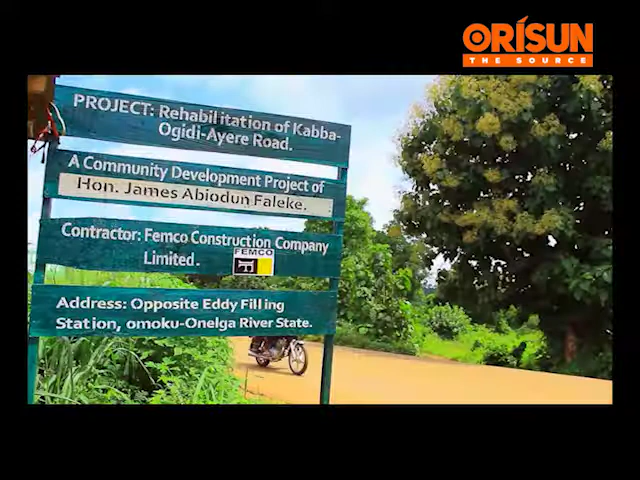 ORÍSUN
THE SOURCE
PROJECT: Rehabilitation of Kabba-
Ogidi-Ayere Road.
A Community Development Project of
Hon. James Abiodun Faleke.
Contractor: Femco Construction Company
Limited.
FEMCO
Address: Opposite Eddy Filling
Station, omoku-Onelga River State.